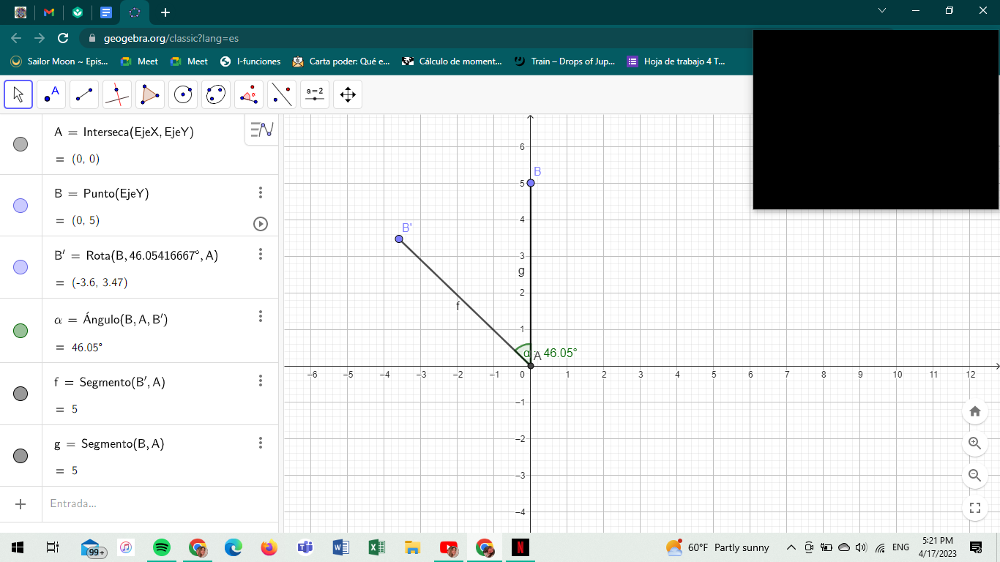 geogebra.org/classic?lang=es
Sailor Moon ~ Epis... Meet Meet I-funciones Carta poder: Qué e... Cálculo de moment... Train – Drops of Jup... Hoja de trabajo 4 T...
A a=2
A = Interseca(EjeX, EjeY)
= (0, 0)
B = Punto(EjeY)
= (0, 5)
B′ = Rota(B, 46.05416667°, A)
= (-3.6, 3.47)
α = Ángulo(B, A, B′)
= 46.05°
f = Segmento(B′, A)
= 5
g = Segmento(B, A)
= 5
Entrada...
6
B
5
4
B'
3
g
2
f
1
α 46.05°
A
−6 −5 −4 −3 −2 −1 0 1 2 3 4 5 6 7 8 9 10 11 12
−1
−2
−3
−4
99+ 60°F Partly sunny ENG 5:21 PM
4/17/2023